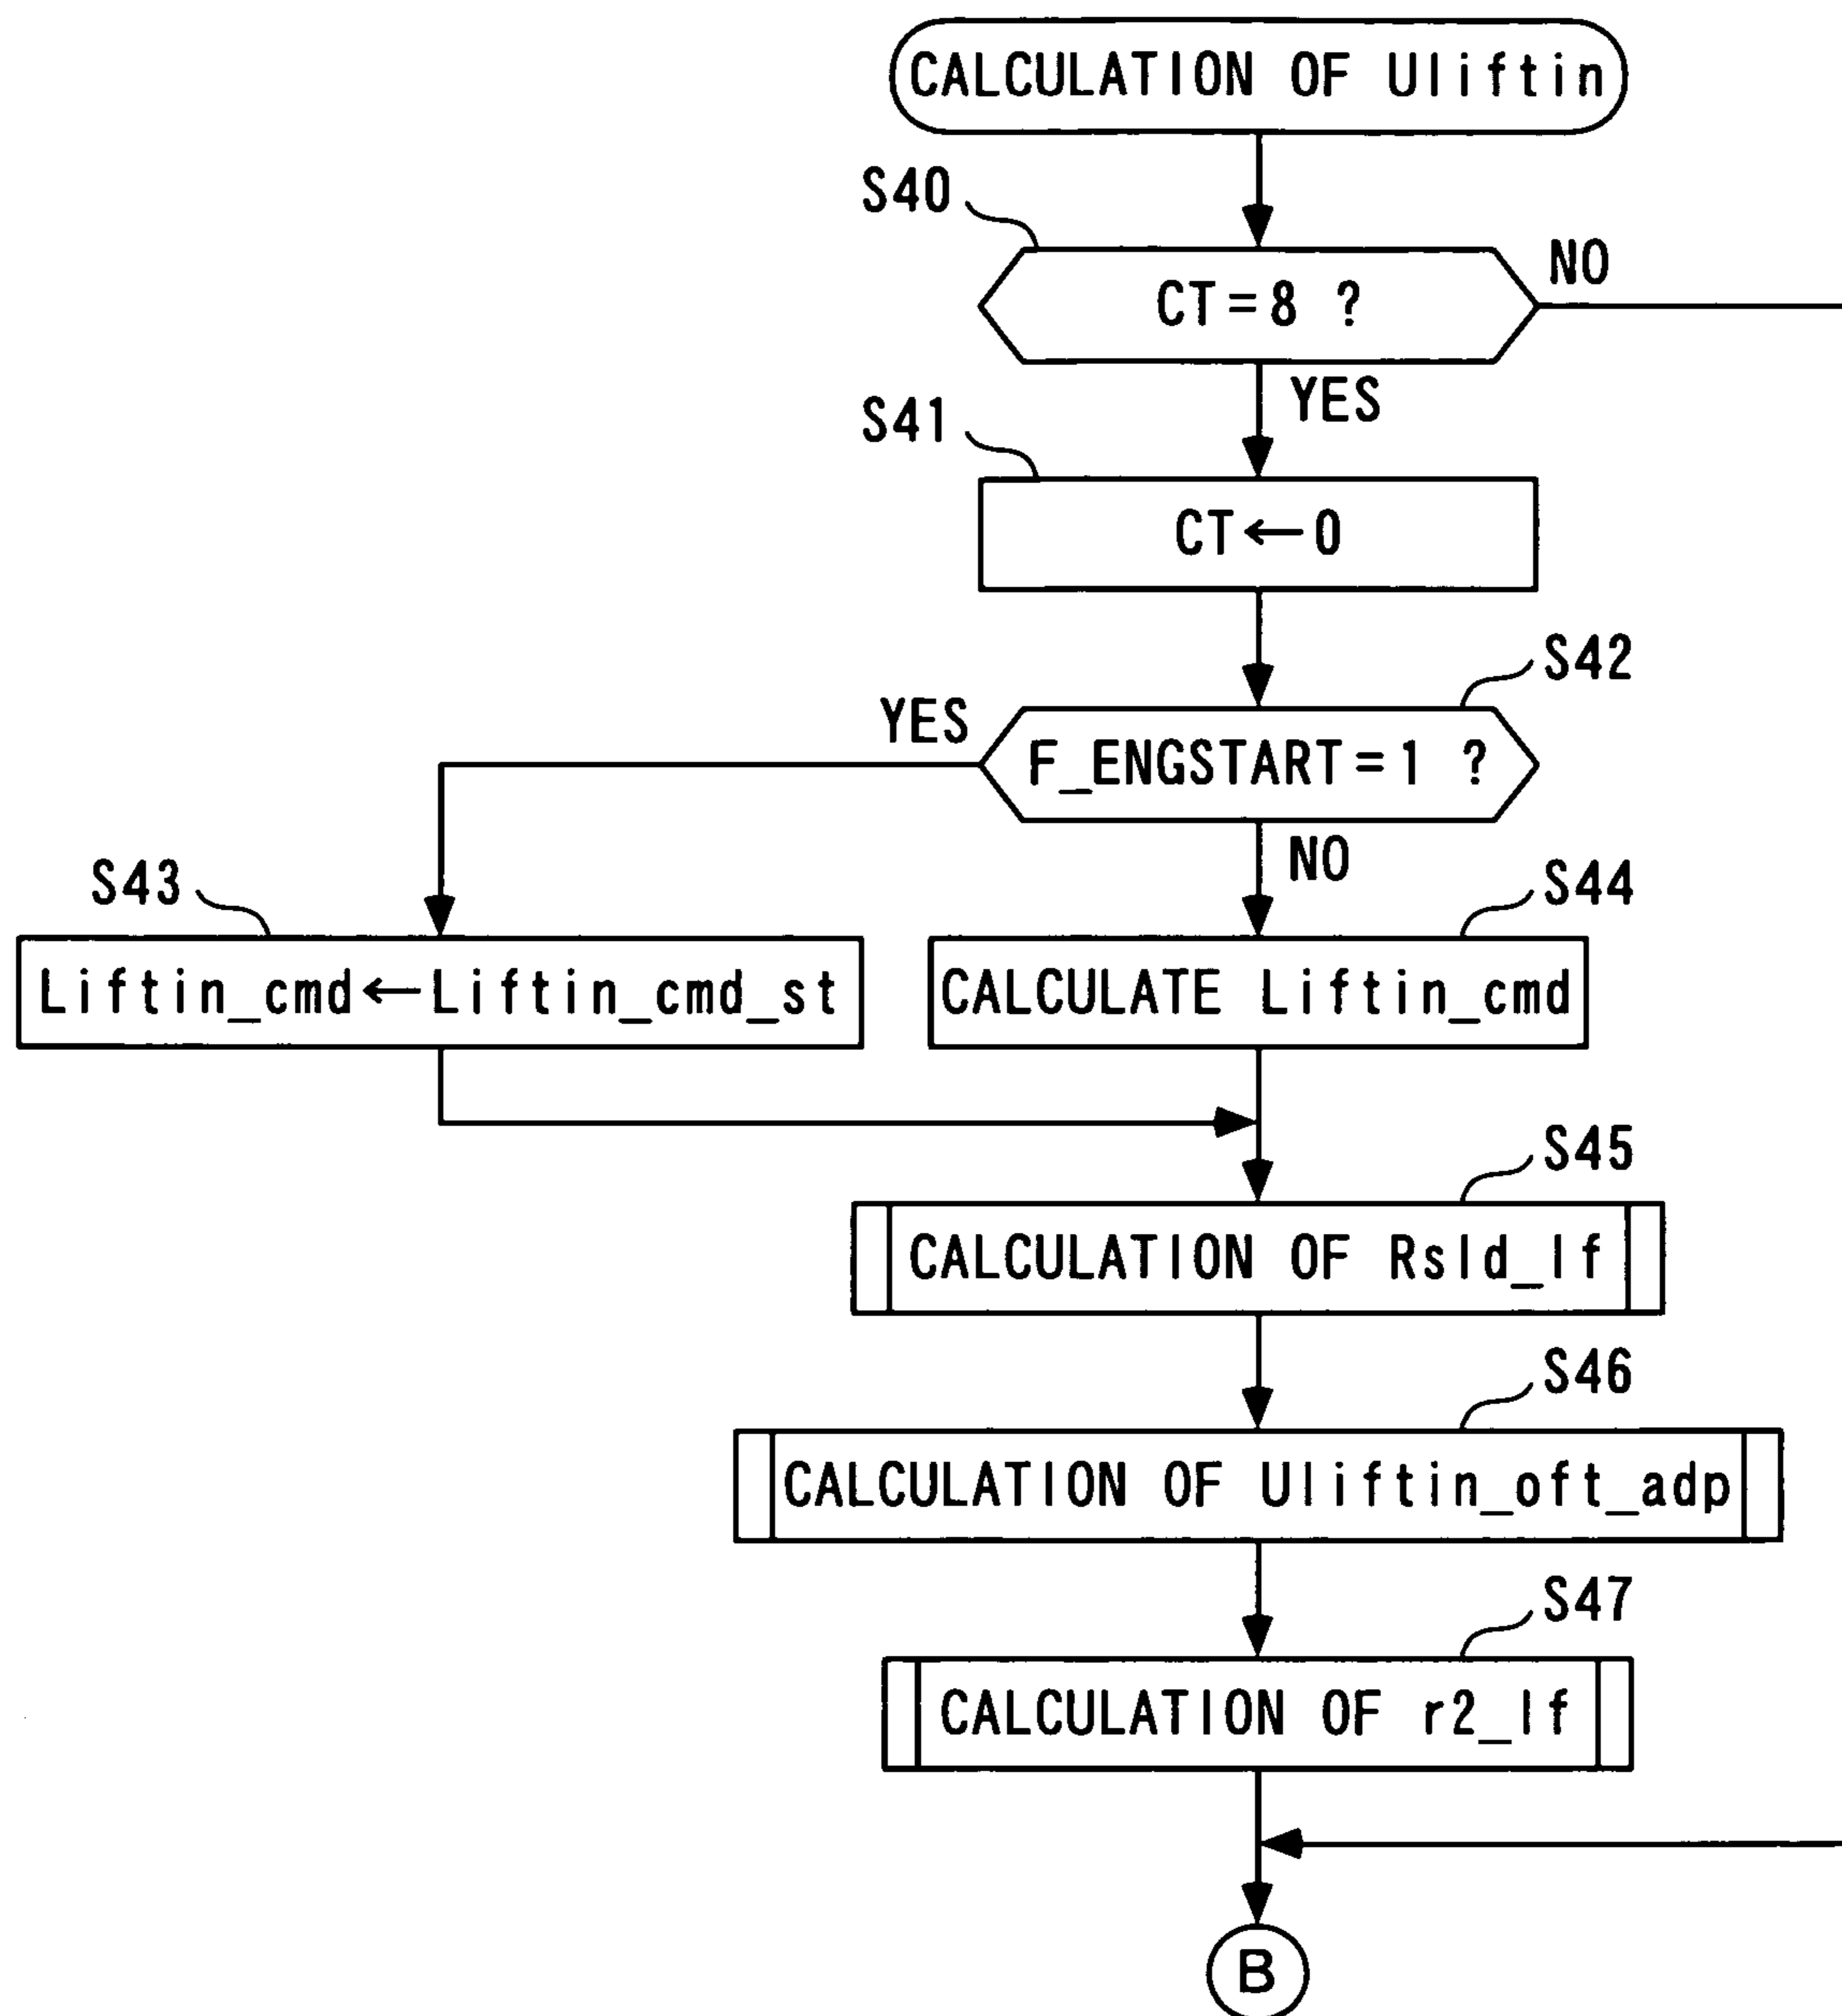 CALCULATION OF Uliftin
S40
CT=8 ?
NO
YES
S41
CT←0
S42
YES
F_ENGSTART=1 ?
NO
S43
S44
Liftin_cmd←Liftin_cmd_st
CALCULATE Liftin_cmd
S45
CALCULATION OF Rsld_lf
S46
CALCULATION OF Uliftin_oft_adp
S47
CALCULATION OF r2_lf
B